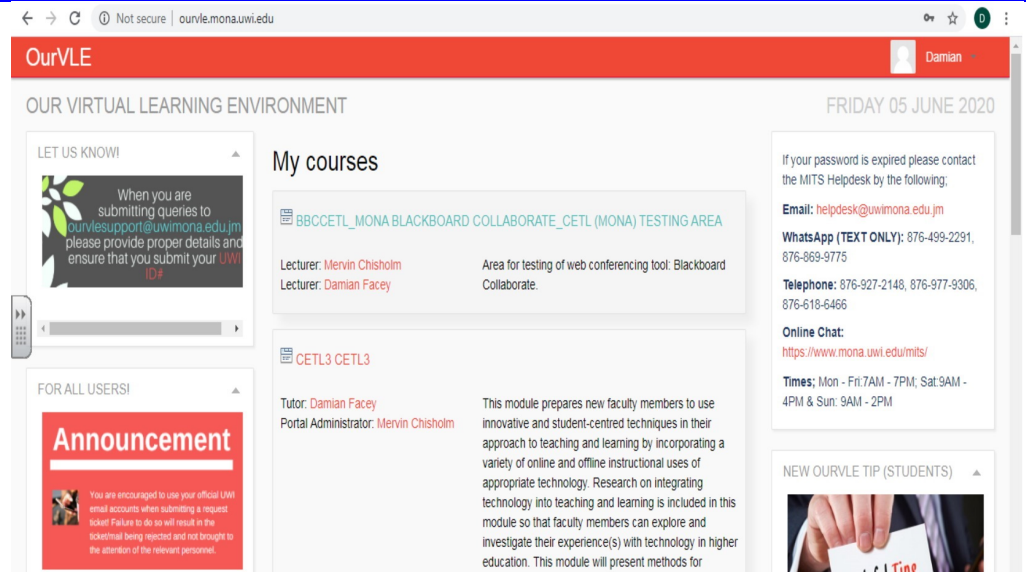 Not secure | ourvle.mona.uwi.edu
D
OurVLE
Damian
OUR VIRTUAL LEARNING ENVIRONMENT
FRIDAY 05 JUNE 2020
LET US KNOW!
When you are
submitting queries to
ourvlesupport@uwimona.edu.jm
please provide proper details and
ensure that you submit your UWI
ID#
FOR ALL USERS!
Announcement
You are encouraged to use your official UWI
email accounts when submitting a request
ticket! Failure to do so will result in the
ticket/mail being rejected and not brought to
the attention of the relevant personnel.
My courses
BBCCETL_MONA BLACKBOARD COLLABORATE_CETL (MONA) TESTING AREA
Lecturer: Mervin Chisholm
Lecturer: Damian Facey
Area for testing of web conferencing tool: Blackboard
Collaborate.
CETL3 CETL3
Tutor: Damian Facey
Portal Administrator: Mervin Chisholm
This module prepares new faculty members to use
innovative and student-centred techniques in their
approach to teaching and learning by incorporating a
variety of online and offline instructional uses of
appropriate technology. Research on integrating
technology into teaching and learning is included in this
module so that faculty members can explore and
investigate their experience(s) with technology in higher
education. This module will present methods for
If your password is expired please contact
the MITS Helpdesk by the following;
Email: helpdesk@uwimona.edu.jm
WhatsApp (TEXT ONLY): 876-499-2291,
876-869-9775
Telephone: 876-927-2148, 876-977-9306,
876-618-6466
Online Chat:
https://www.mona.uwi.edu/mits/
Times; Mon - Fri:7AM - 7PM; Sat:9AM -
4PM & Sun: 9AM - 2PM
NEW OURVLE TIP (STUDENTS)